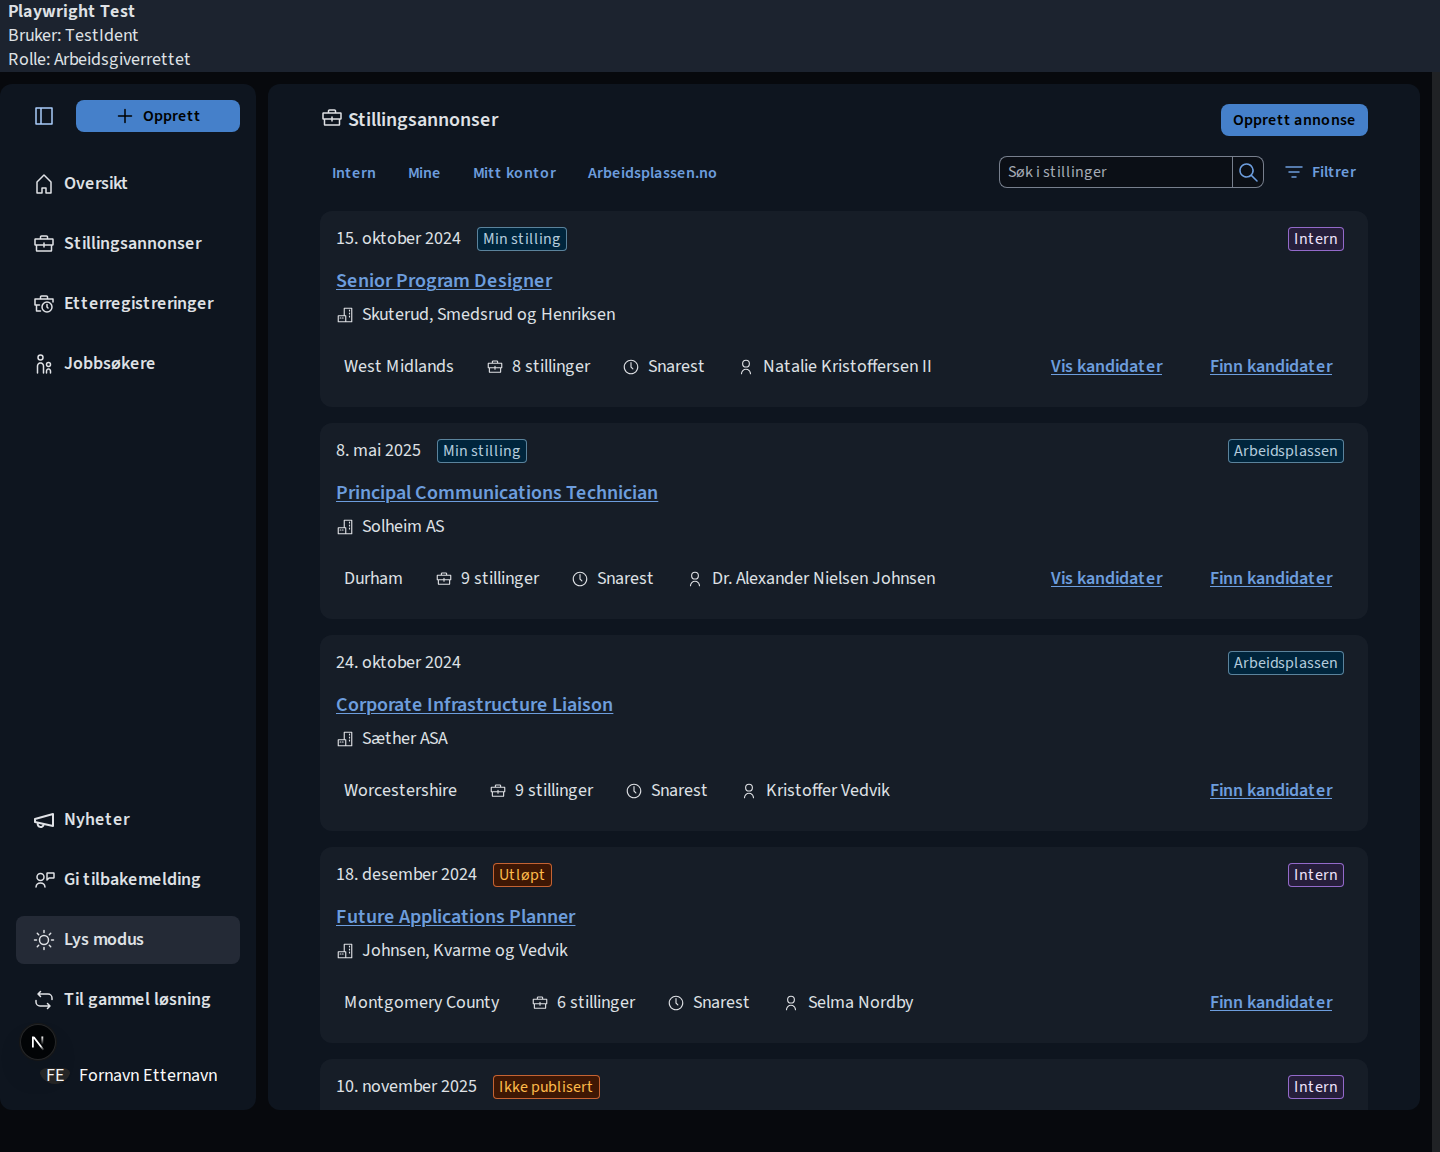 Playwright Test
Bruker: TestIdent
Rolle: Arbeidsgiverrettet
Opprett
Oversikt
Stillingsannonser
Etterregistreringer
Jobbsøkere
Nyheter
Gi tilbakemelding
Lys modus
Til gammel løsning
N
FE Fornavn Etternavn
Stillingsannonser
Opprett annonse
Intern Mine Mitt kontor Arbeidsplassen.no
Søk i stillinger
Filtrer
15. oktober 2024 Min stilling Intern
Senior Program Designer
Skuterud, Smedsrud og Henriksen
West Midlands 8 stillinger Snarest Natalie Kristoffersen II Vis kandidater Finn kandidater
8. mai 2025 Min stilling Arbeidsplassen
Principal Communications Technician
Solheim AS
Durham 9 stillinger Snarest Dr. Alexander Nielsen Johnsen Vis kandidater Finn kandidater
24. oktober 2024 Arbeidsplassen
Corporate Infrastructure Liaison
Sæther ASA
Worcestershire 9 stillinger Snarest Kristoffer Vedvik Finn kandidater
18. desember 2024 Utløpt Intern
Future Applications Planner
Johnsen, Kvarme og Vedvik
Montgomery County 6 stillinger Snarest Selma Nordby Finn kandidater
10. november 2025 Ikke publisert Intern